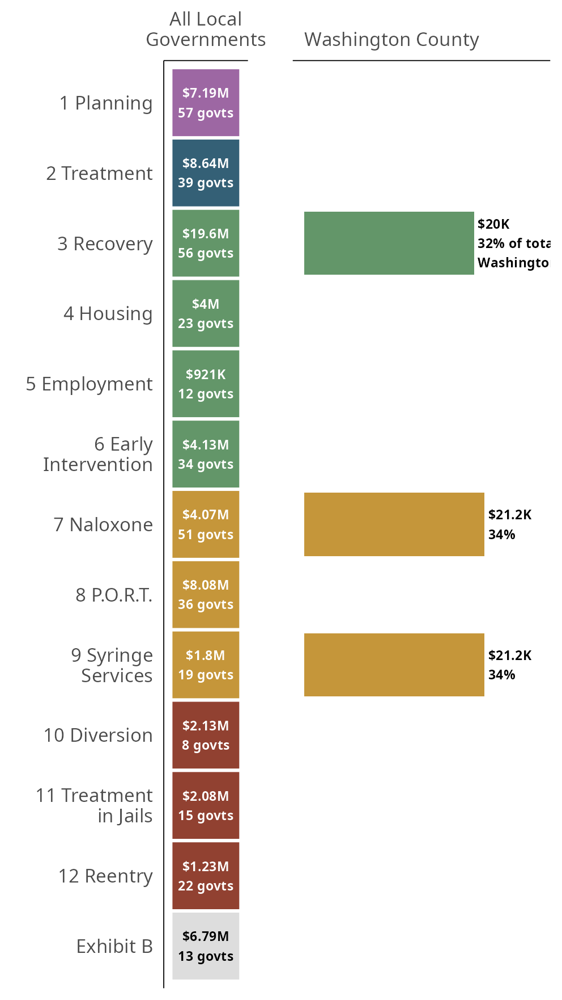 All Local
Governments
Washington County
1 Planning
$7.19M
57 govts
2 Treatment
$8.64M
39 govts
3 Recovery
$19.6M
56 govts
$20K
32% of tota
Washingto
4 Housing
$4M
23 govts
5 Employment
$921K
12 govts
6 Early
Intervention
$4.13M
34 govts
7 Naloxone
$4.07M
51 govts
$21.2K
34%
8 P.O.R.T.
$8.08M
36 govts
9 Syringe
Services
$1.8M
19 govts
$21.2K
34%
10 Diversion
$2.13M
8 govts
11 Treatment
in Jails
$2.08M
15 govts
12 Reentry
$1.23M
22 govts
Exhibit B
$6.79M
13 govts